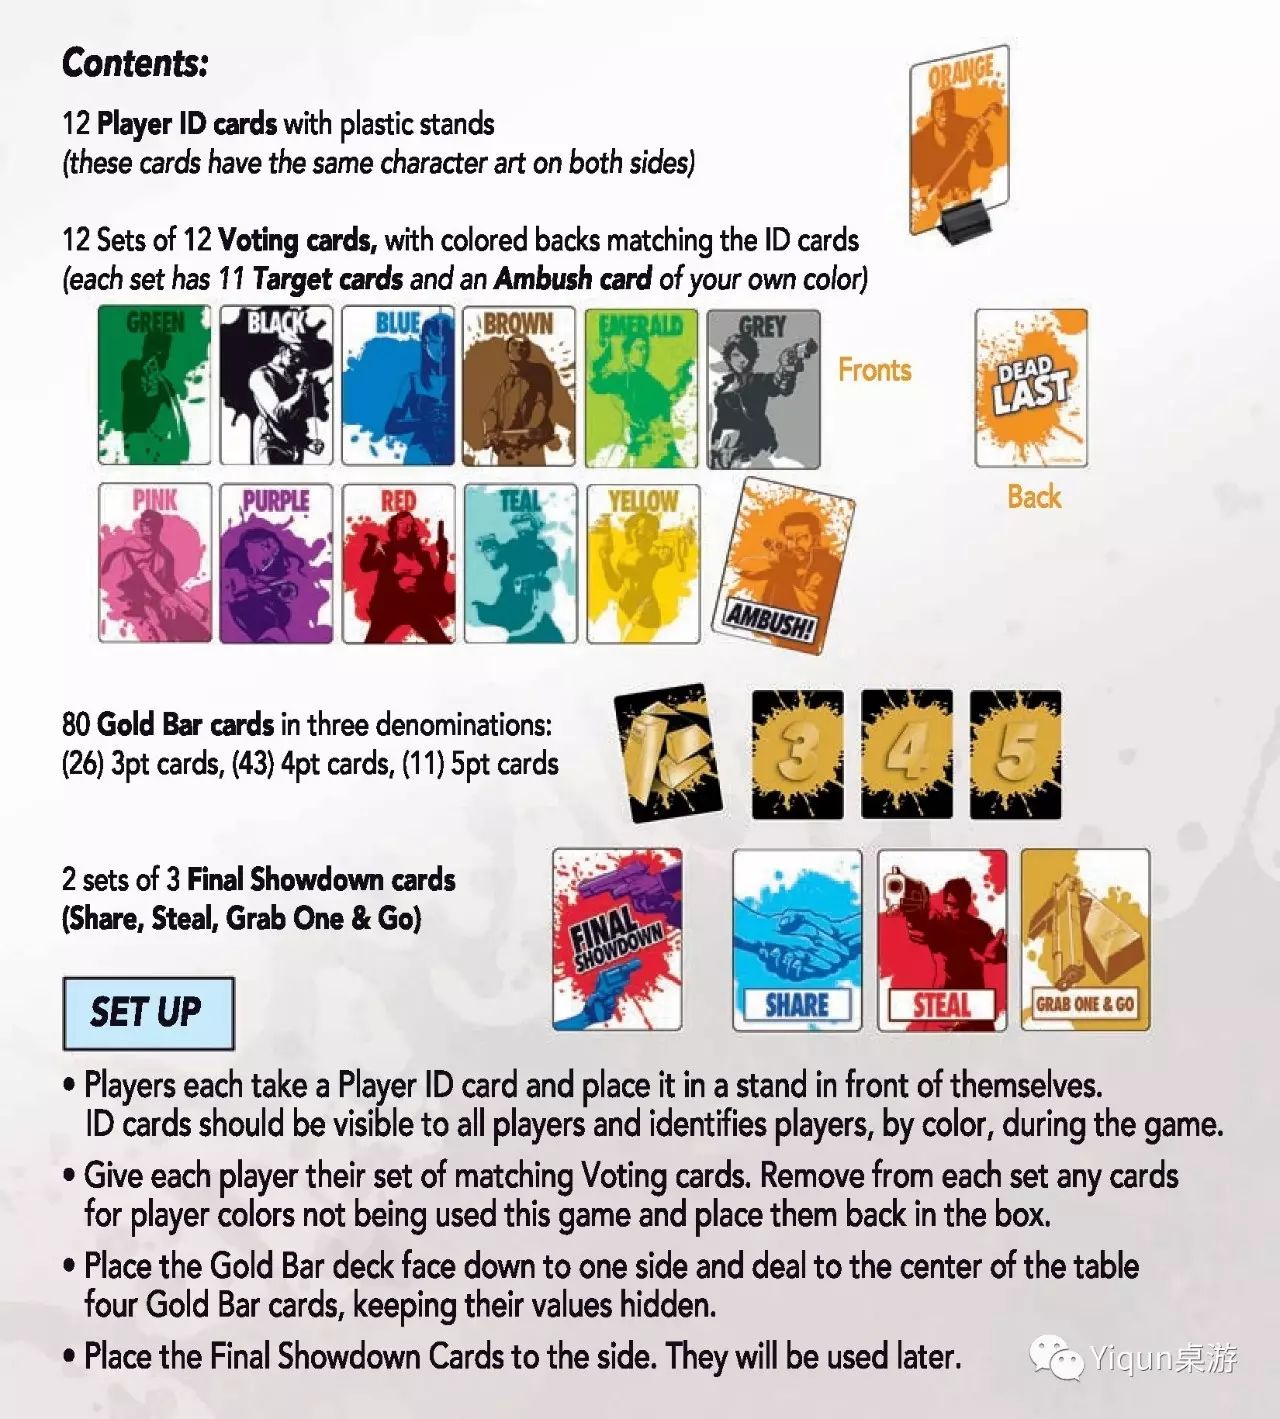 Contents:
12 Player ID cards with plastic stands
(these cards have the same character art on both sides)
ORANGE
12 Sets of 12 Voting cards, with colored backs matching the ID cards
(each set has 11 Target cards and an Ambush card of your own color)
GREEN BLACK BLUE BROWN EMERALD GREY
Fronts
DEAD
LAST
Back
PINK PURPLE RED TEAL YELLOW
AMBUSH!
80 Gold Bar cards in three denominations:
(26) 3pt cards, (43) 4pt cards, (11) 5pt cards
3 4 5
2 sets of 3 Final Showdown cards
(Share, Steal, Grab One & Go)
FINAL
SHOWDOWN
SHARE STEAL GRAB ONE & GO
SET UP
• Players each take a Player ID card and place it in a stand in front of themselves.
ID cards should be visible to all players and identifies players, by color, during the game.
• Give each player their set of matching Voting cards. Remove from each set any cards
for player colors not being used this game and place them back in the box.
• Place the Gold Bar deck face down to one side and deal to the center of the table
four Gold Bar cards, keeping their values hidden.
• Place the Final Showdown Cards to the side. They will be used later.
Yiqun桌游